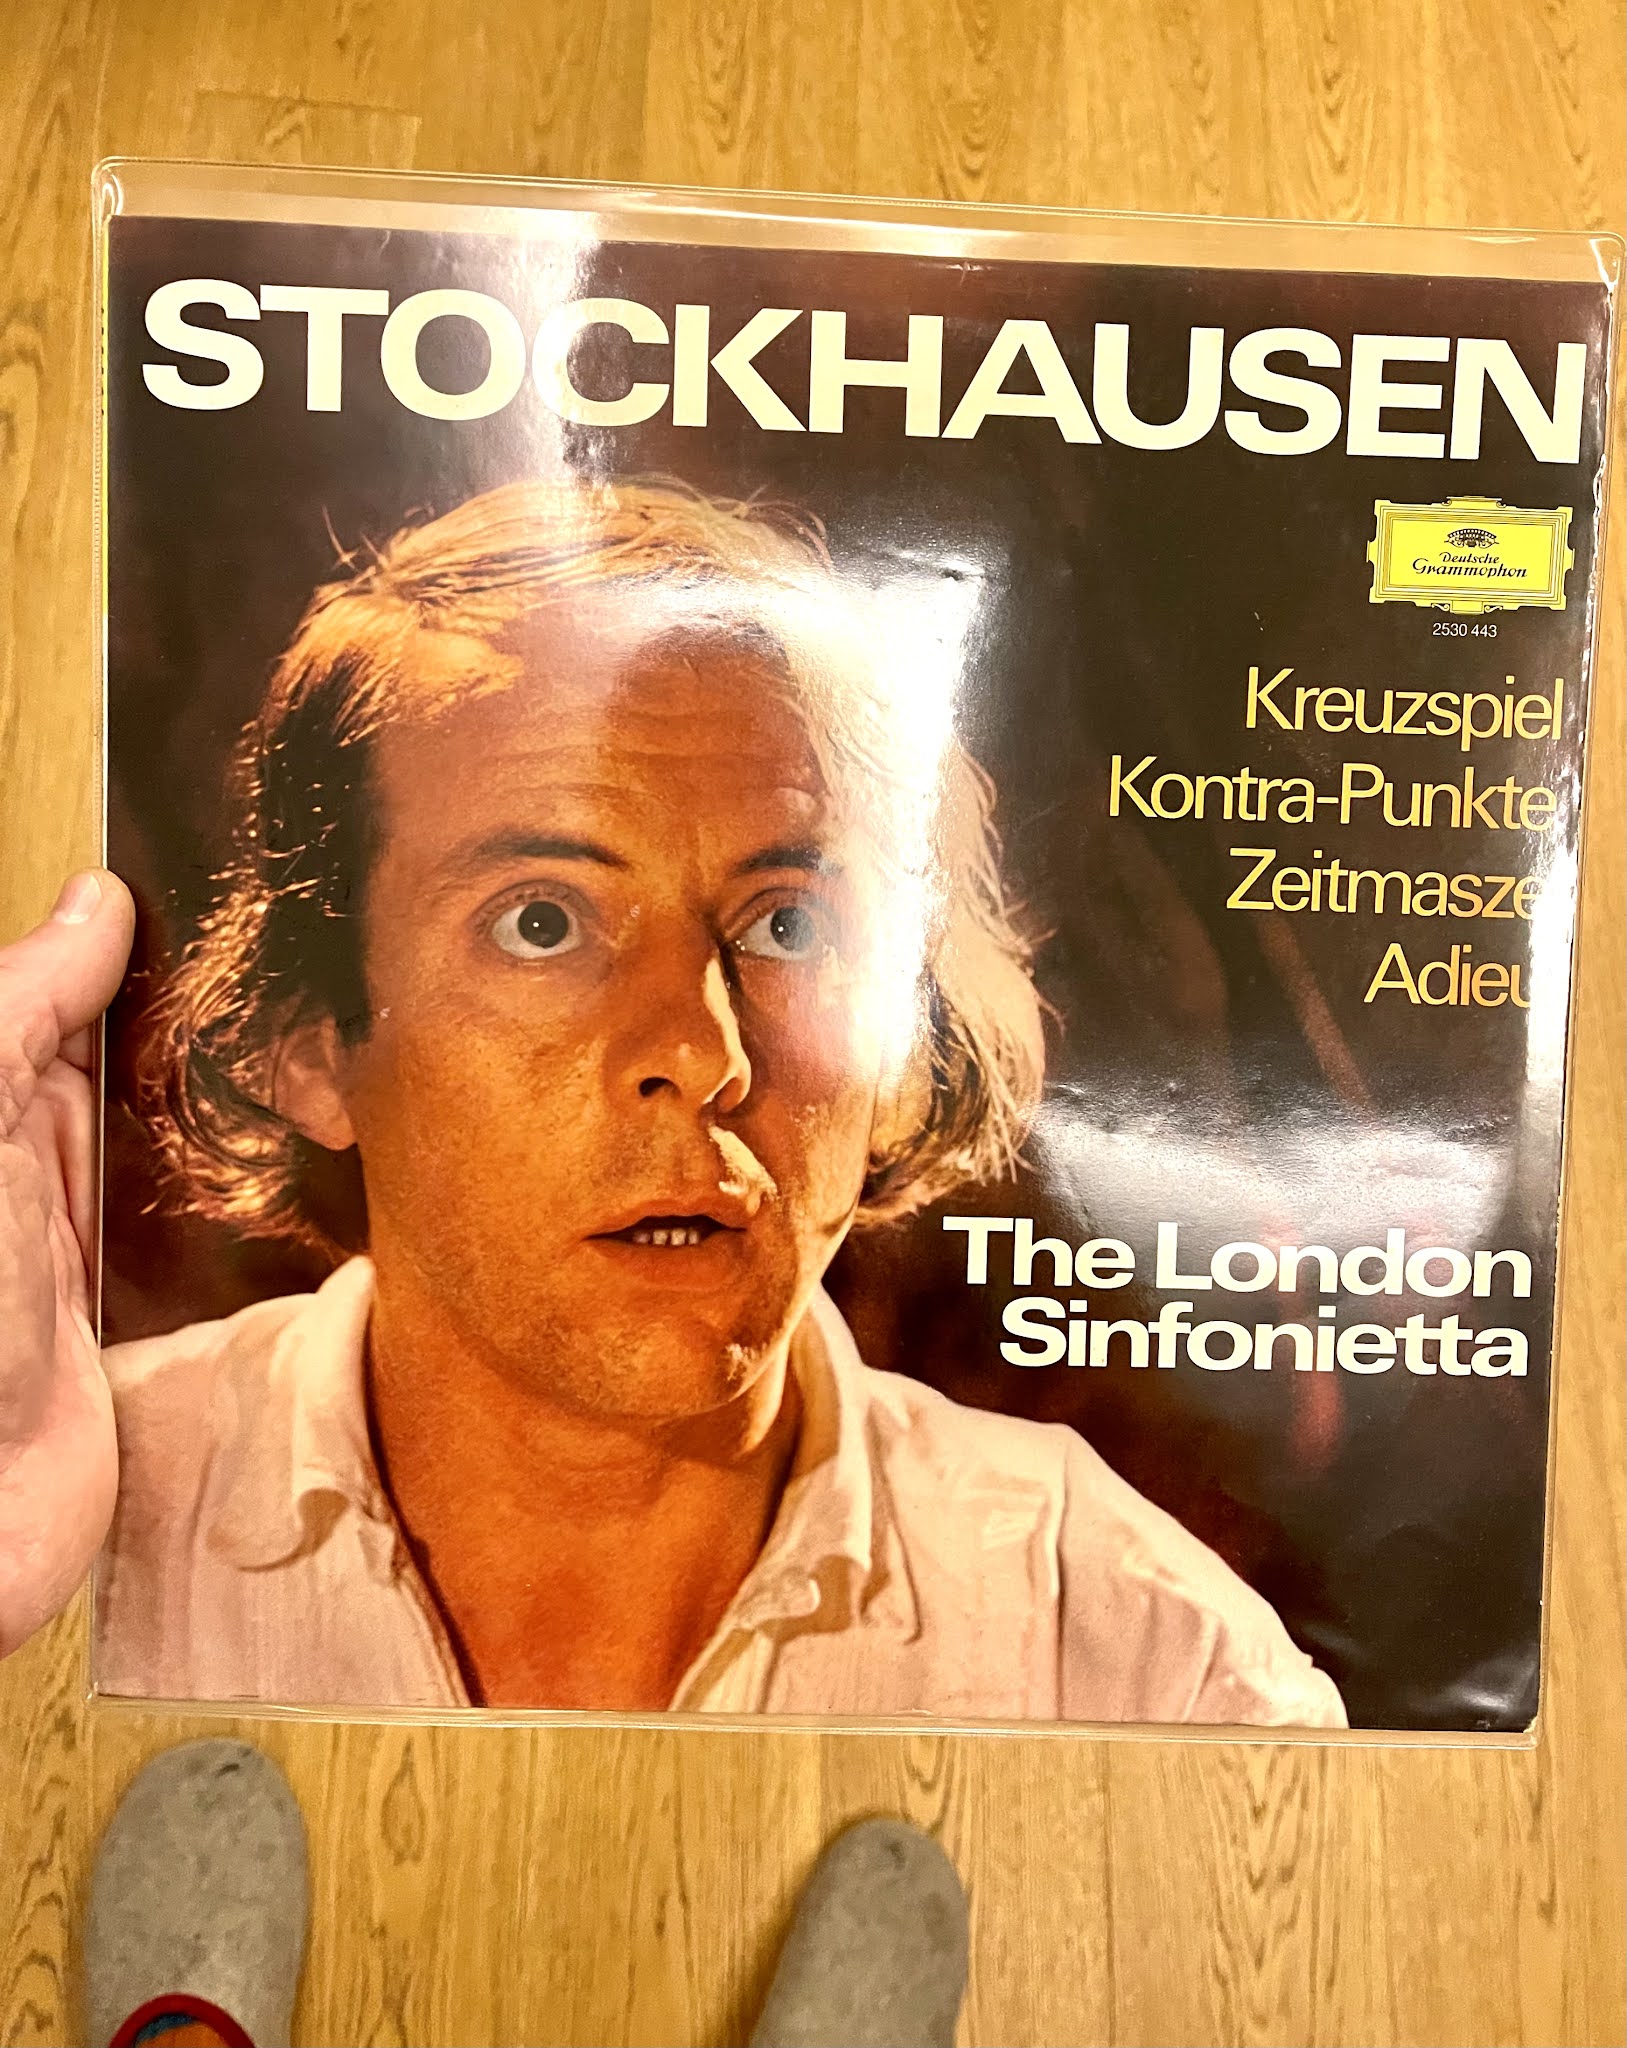 STOCKHAUSEN
Deutsche
Grammophon
2530 443
Kreuzspiel
Kontra-Punkte
Zeitmasze
Adieu
The London
Sinfonietta